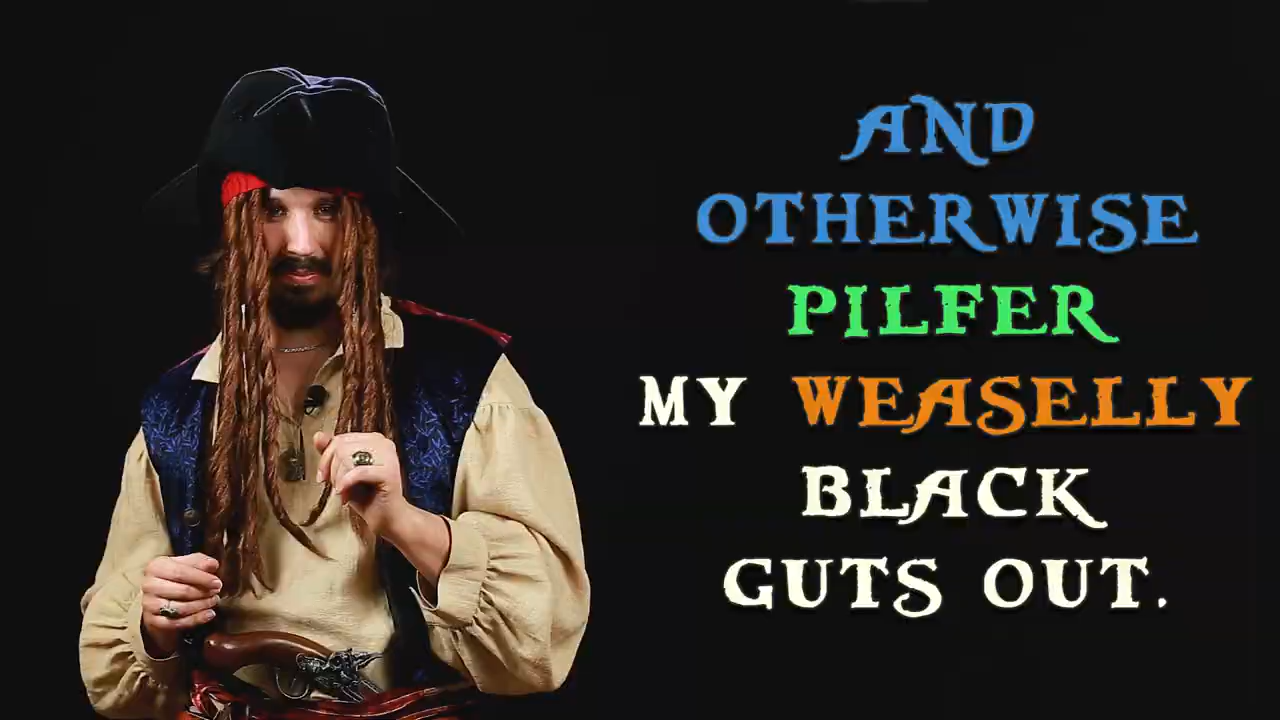 AND
OTHERWISE
PILFER
MY WEASELLY
BLACK
GUTS OUT.